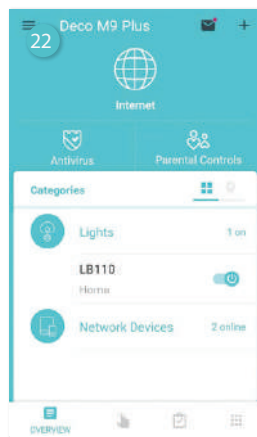 22
Deco M9 Plus
Internet
Antivirus
Parental Controls
Categories
Lights
1 on
LB110
Home
Network Devices
2 online
OVERVIEW